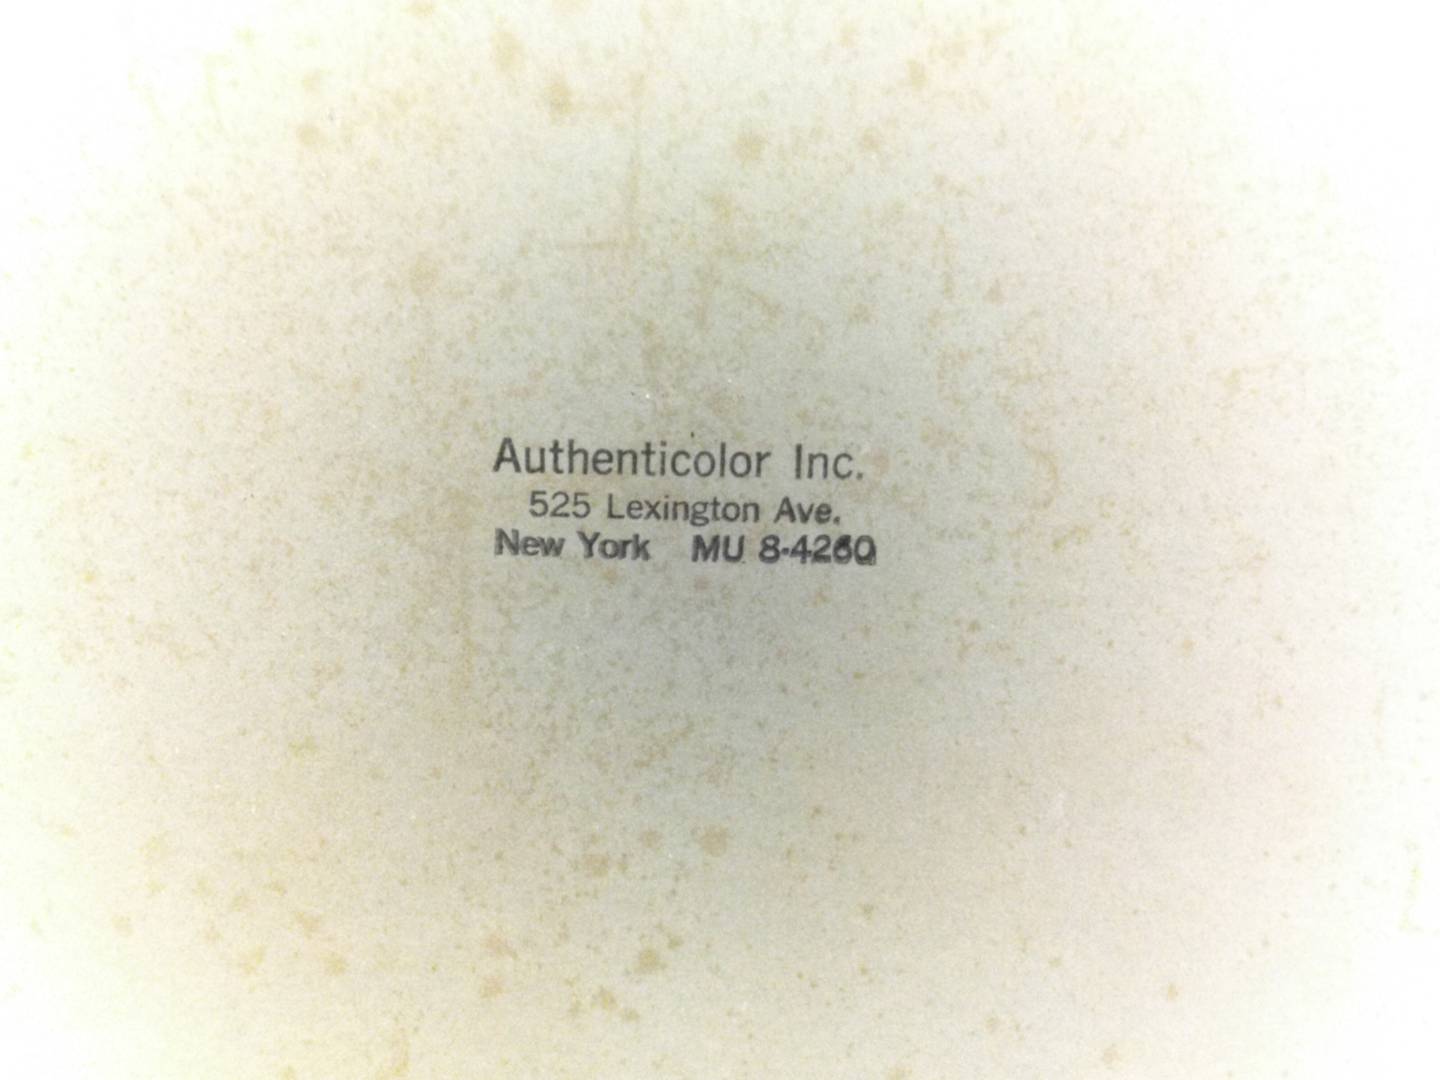 Authenticolor Inc.
525 Lexington Ave.
New York MU 8-4260